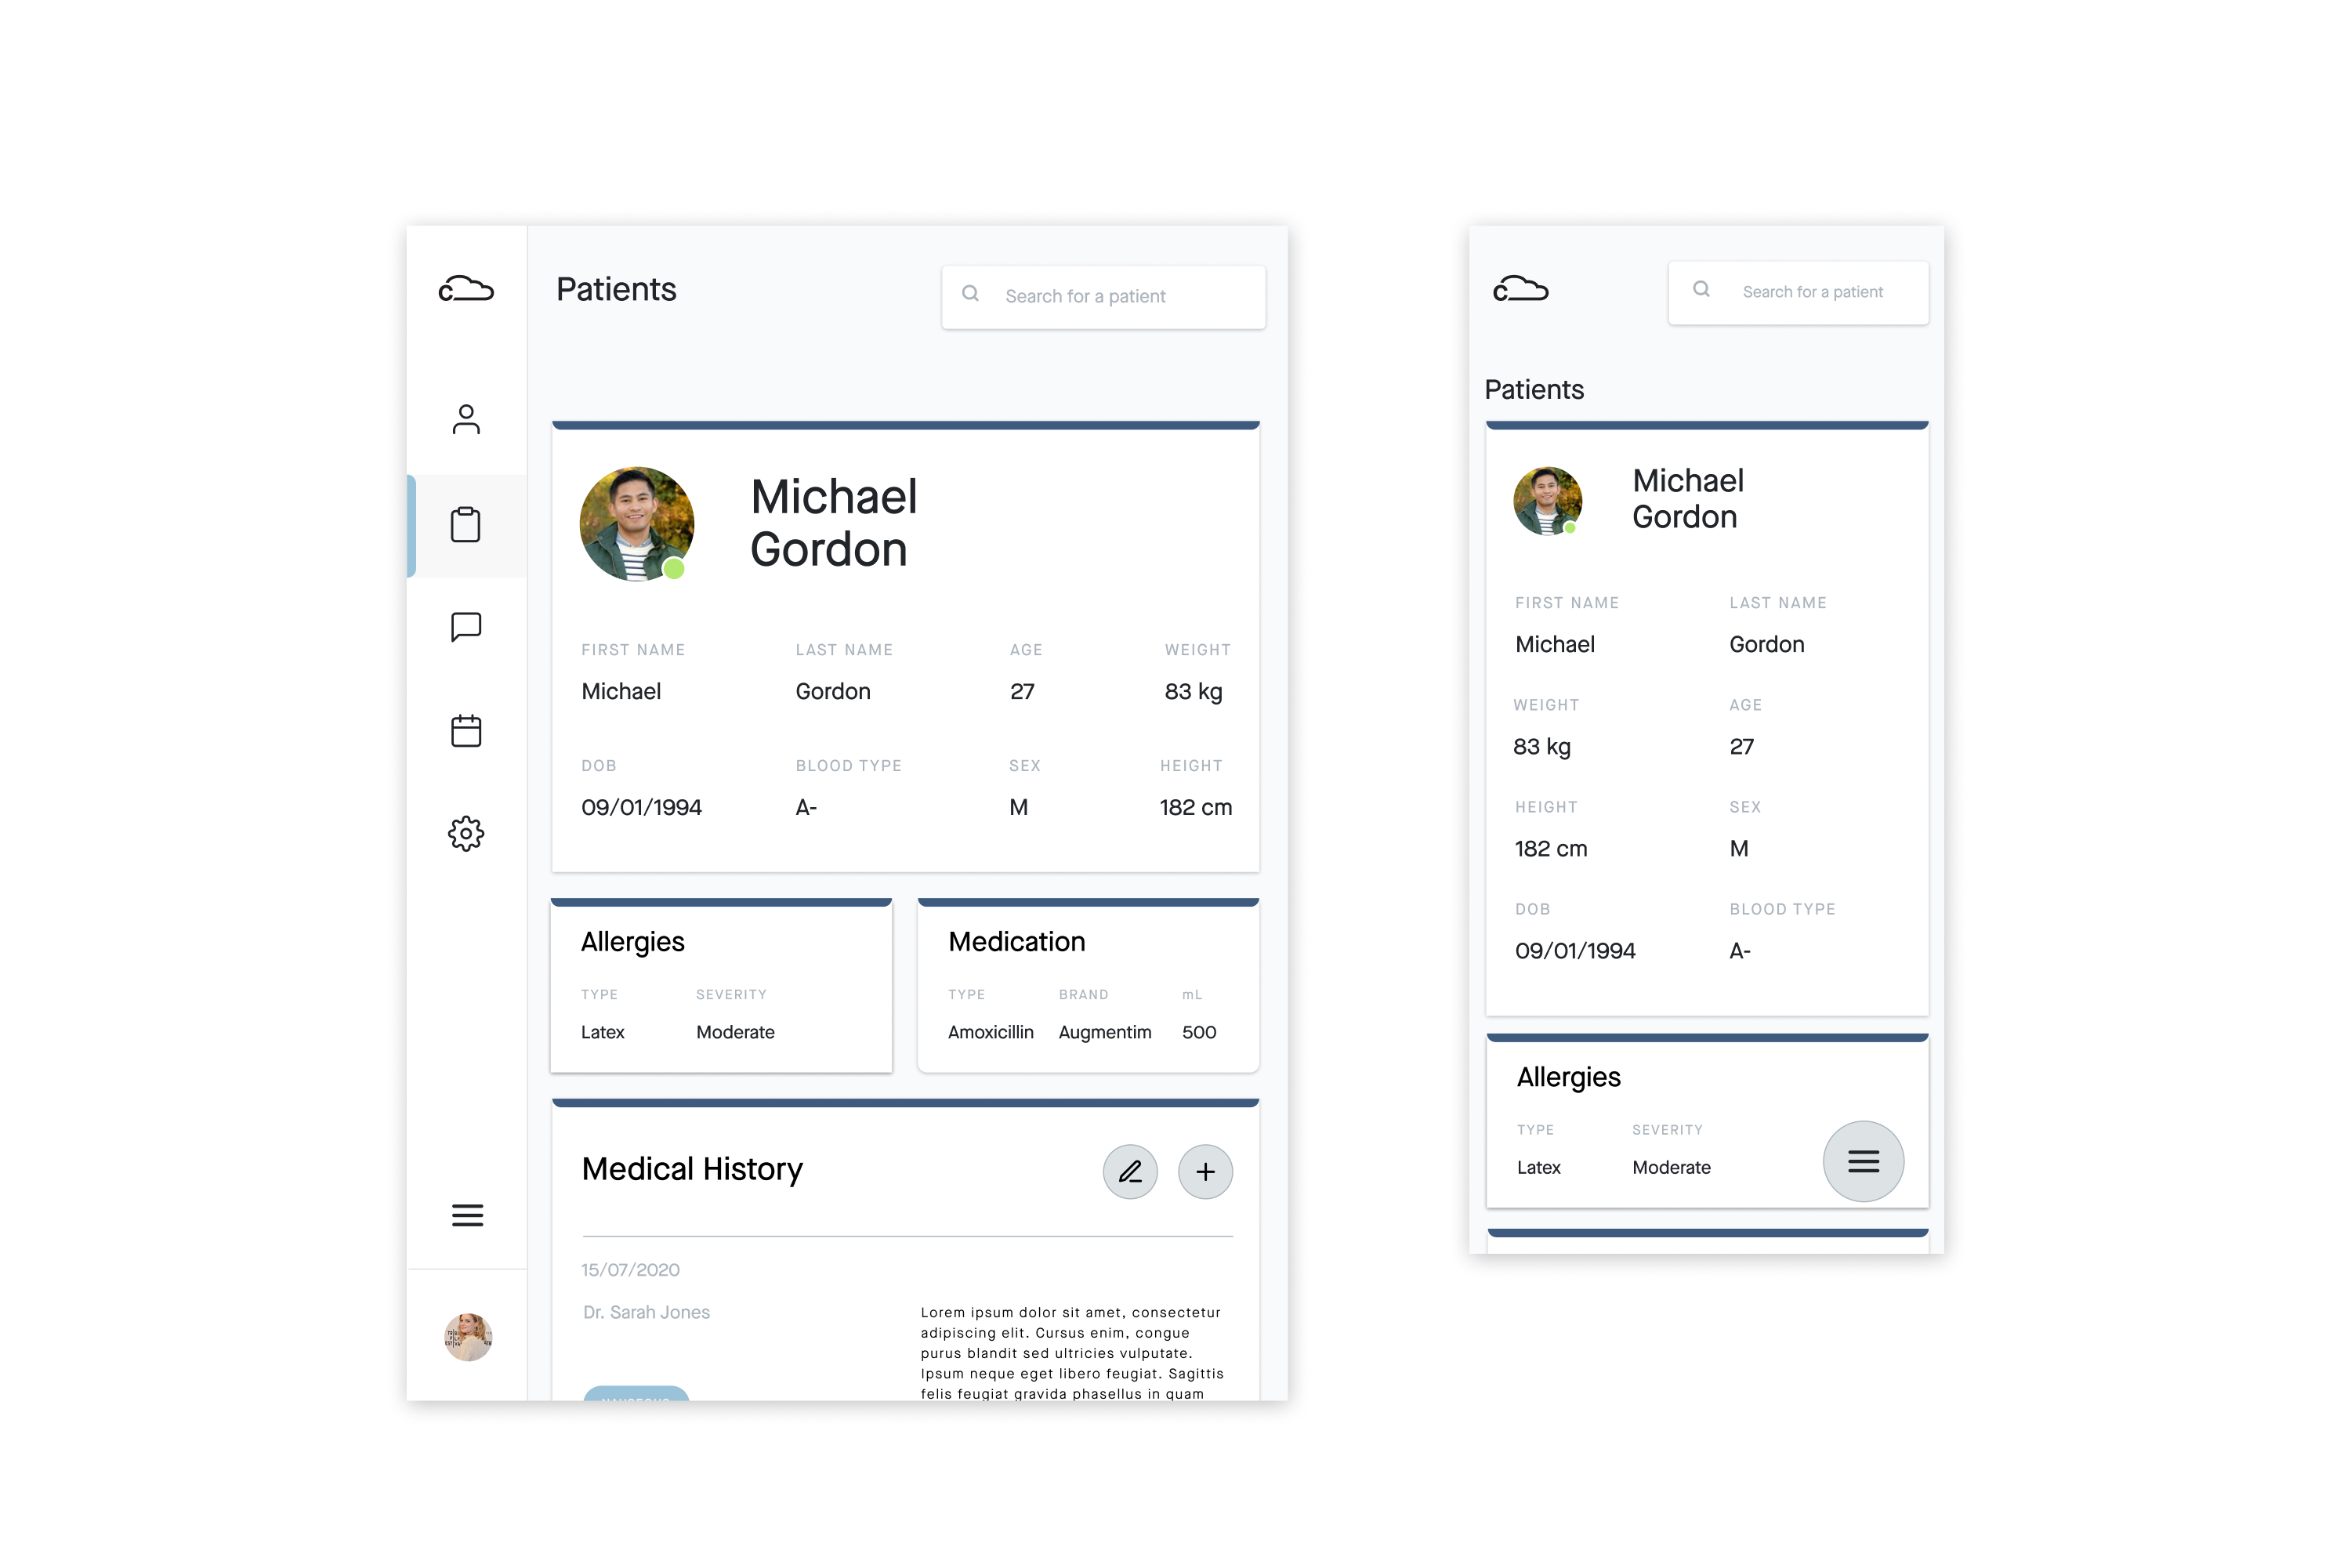 c
Patients
Search for a patient
Michael
Gordon
FIRST NAME LAST NAME AGE WEIGHT
Michael Gordon 27 83 kg
DOB BLOOD TYPE SEX HEIGHT
09/01/1994 A- M 182 cm
Allergies
TYPE SEVERITY
Latex Moderate
Medication
TYPE BRAND mL
Amoxicillin Augmentim 500
Medical History
15/07/2020
Dr. Sarah Jones
Lorem ipsum dolor sit amet, consectetur
adipiscing elit. Cursus enim, congue
purus blandit sed ultricies vulputate.
Ipsum neque eget libero feugiat. Sagittis
felis feugiat gravida phasellus in quam
c
Search for a patient
Patients
Michael
Gordon
FIRST NAME LAST NAME
Michael Gordon
WEIGHT AGE
83 kg 27
HEIGHT SEX
182 cm M
DOB BLOOD TYPE
09/01/1994 A-
Allergies
TYPE SEVERITY
Latex Moderate